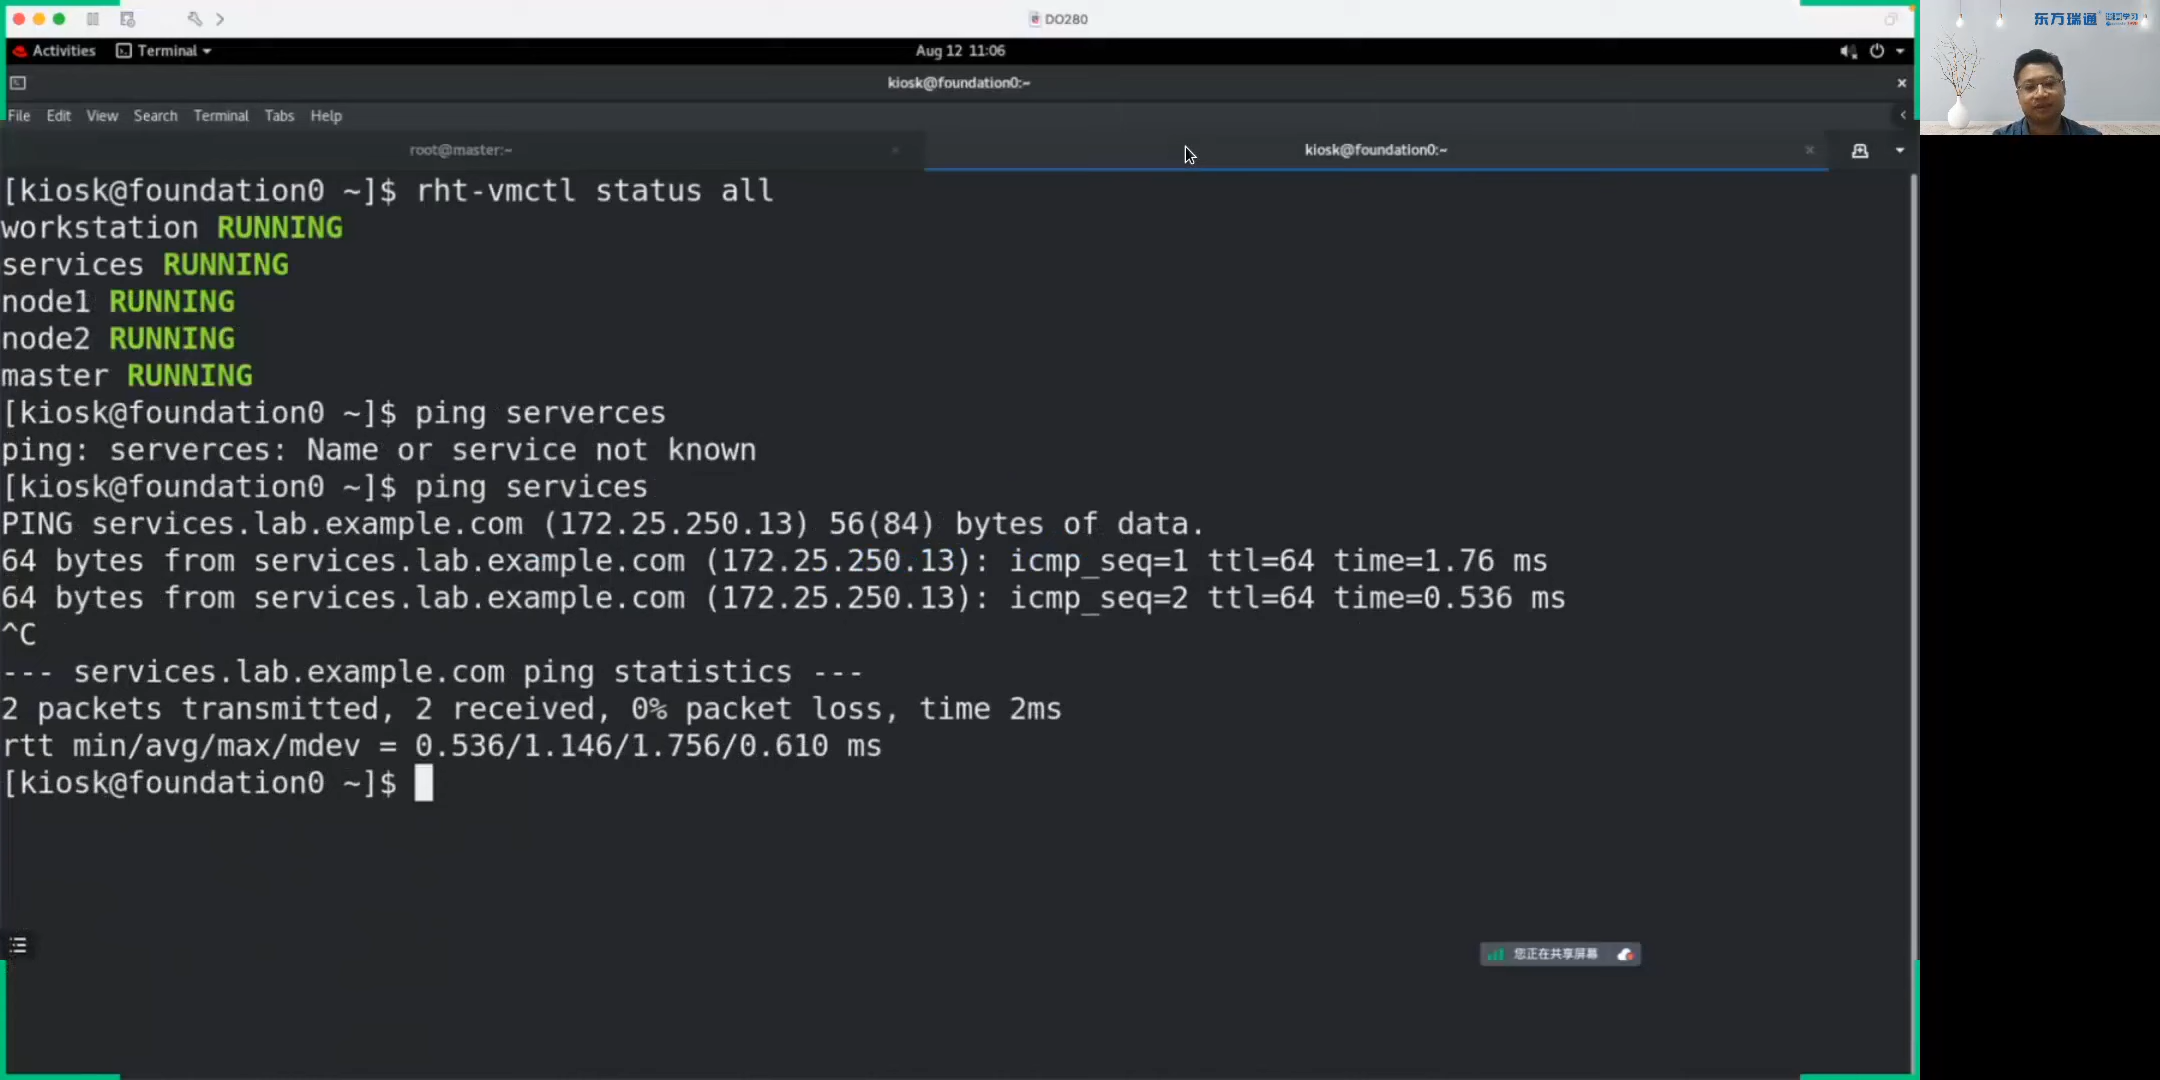 DO280
Activities
Terminal
Aug 12 11:06
kiosk@foundation0:~
File Edit View Search Terminal Tabs Help
root@master:~
kiosk@foundation0:~
[kiosk@foundation0 ~]$ rht-vmctl status all
workstation RUNNING
services RUNNING
node1 RUNNING
node2 RUNNING
master RUNNING
[kiosk@foundation0 ~]$ ping serverces
ping: serverces: Name or service not known
[kiosk@foundation0 ~]$ ping services
PING services.lab.example.com (172.25.250.13) 56(84) bytes of data.
64 bytes from services.lab.example.com (172.25.250.13): icmp_seq=1 ttl=64 time=1.76 ms
64 bytes from services.lab.example.com (172.25.250.13): icmp_seq=2 ttl=64 time=0.536 ms
^C
--- services.lab.example.com ping statistics ---
2 packets transmitted, 2 received, 0% packet loss, time 2ms
rtt min/avg/max/mdev = 0.536/1.146/1.756/0.610 ms
[kiosk@foundation0 ~]$
您正在共享屏幕
东方瑞通